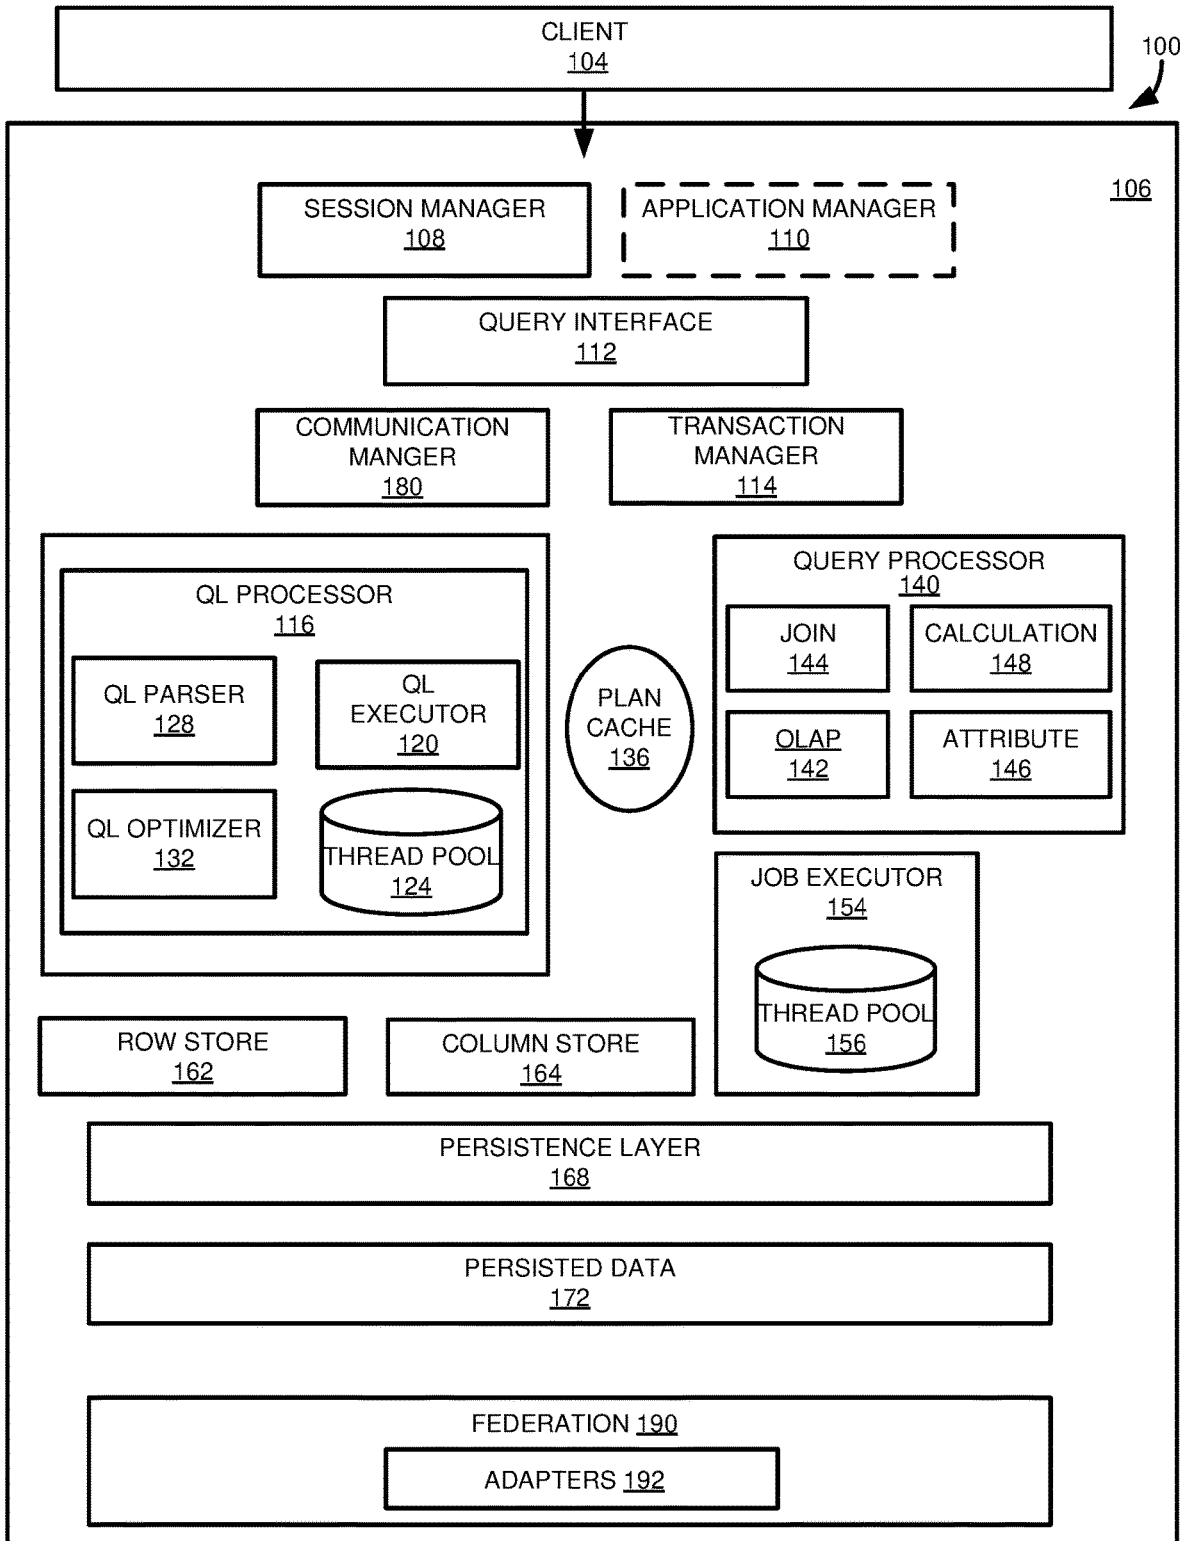 CLIENT
104
100
106
SESSION MANAGER
108
APPLICATION MANAGER
110
QUERY INTERFACE
112
COMMUNICATION
MANGER
180
TRANSACTION
MANAGER
114
QL PROCESSOR
116
QL PARSER
128
QL
EXECUTOR
120
QL OPTIMIZER
132
THREAD POOL
124
PLAN
CACHE
136
QUERY PROCESSOR
140
JOIN
144
CALCULATION
148
OLAP
142
ATTRIBUTE
146
JOB EXECUTOR
154
THREAD POOL
156
ROW STORE
162
COLUMN STORE
164
PERSISTENCE LAYER
168
PERSISTED DATA
172
FEDERATION 190
ADAPTERS 192